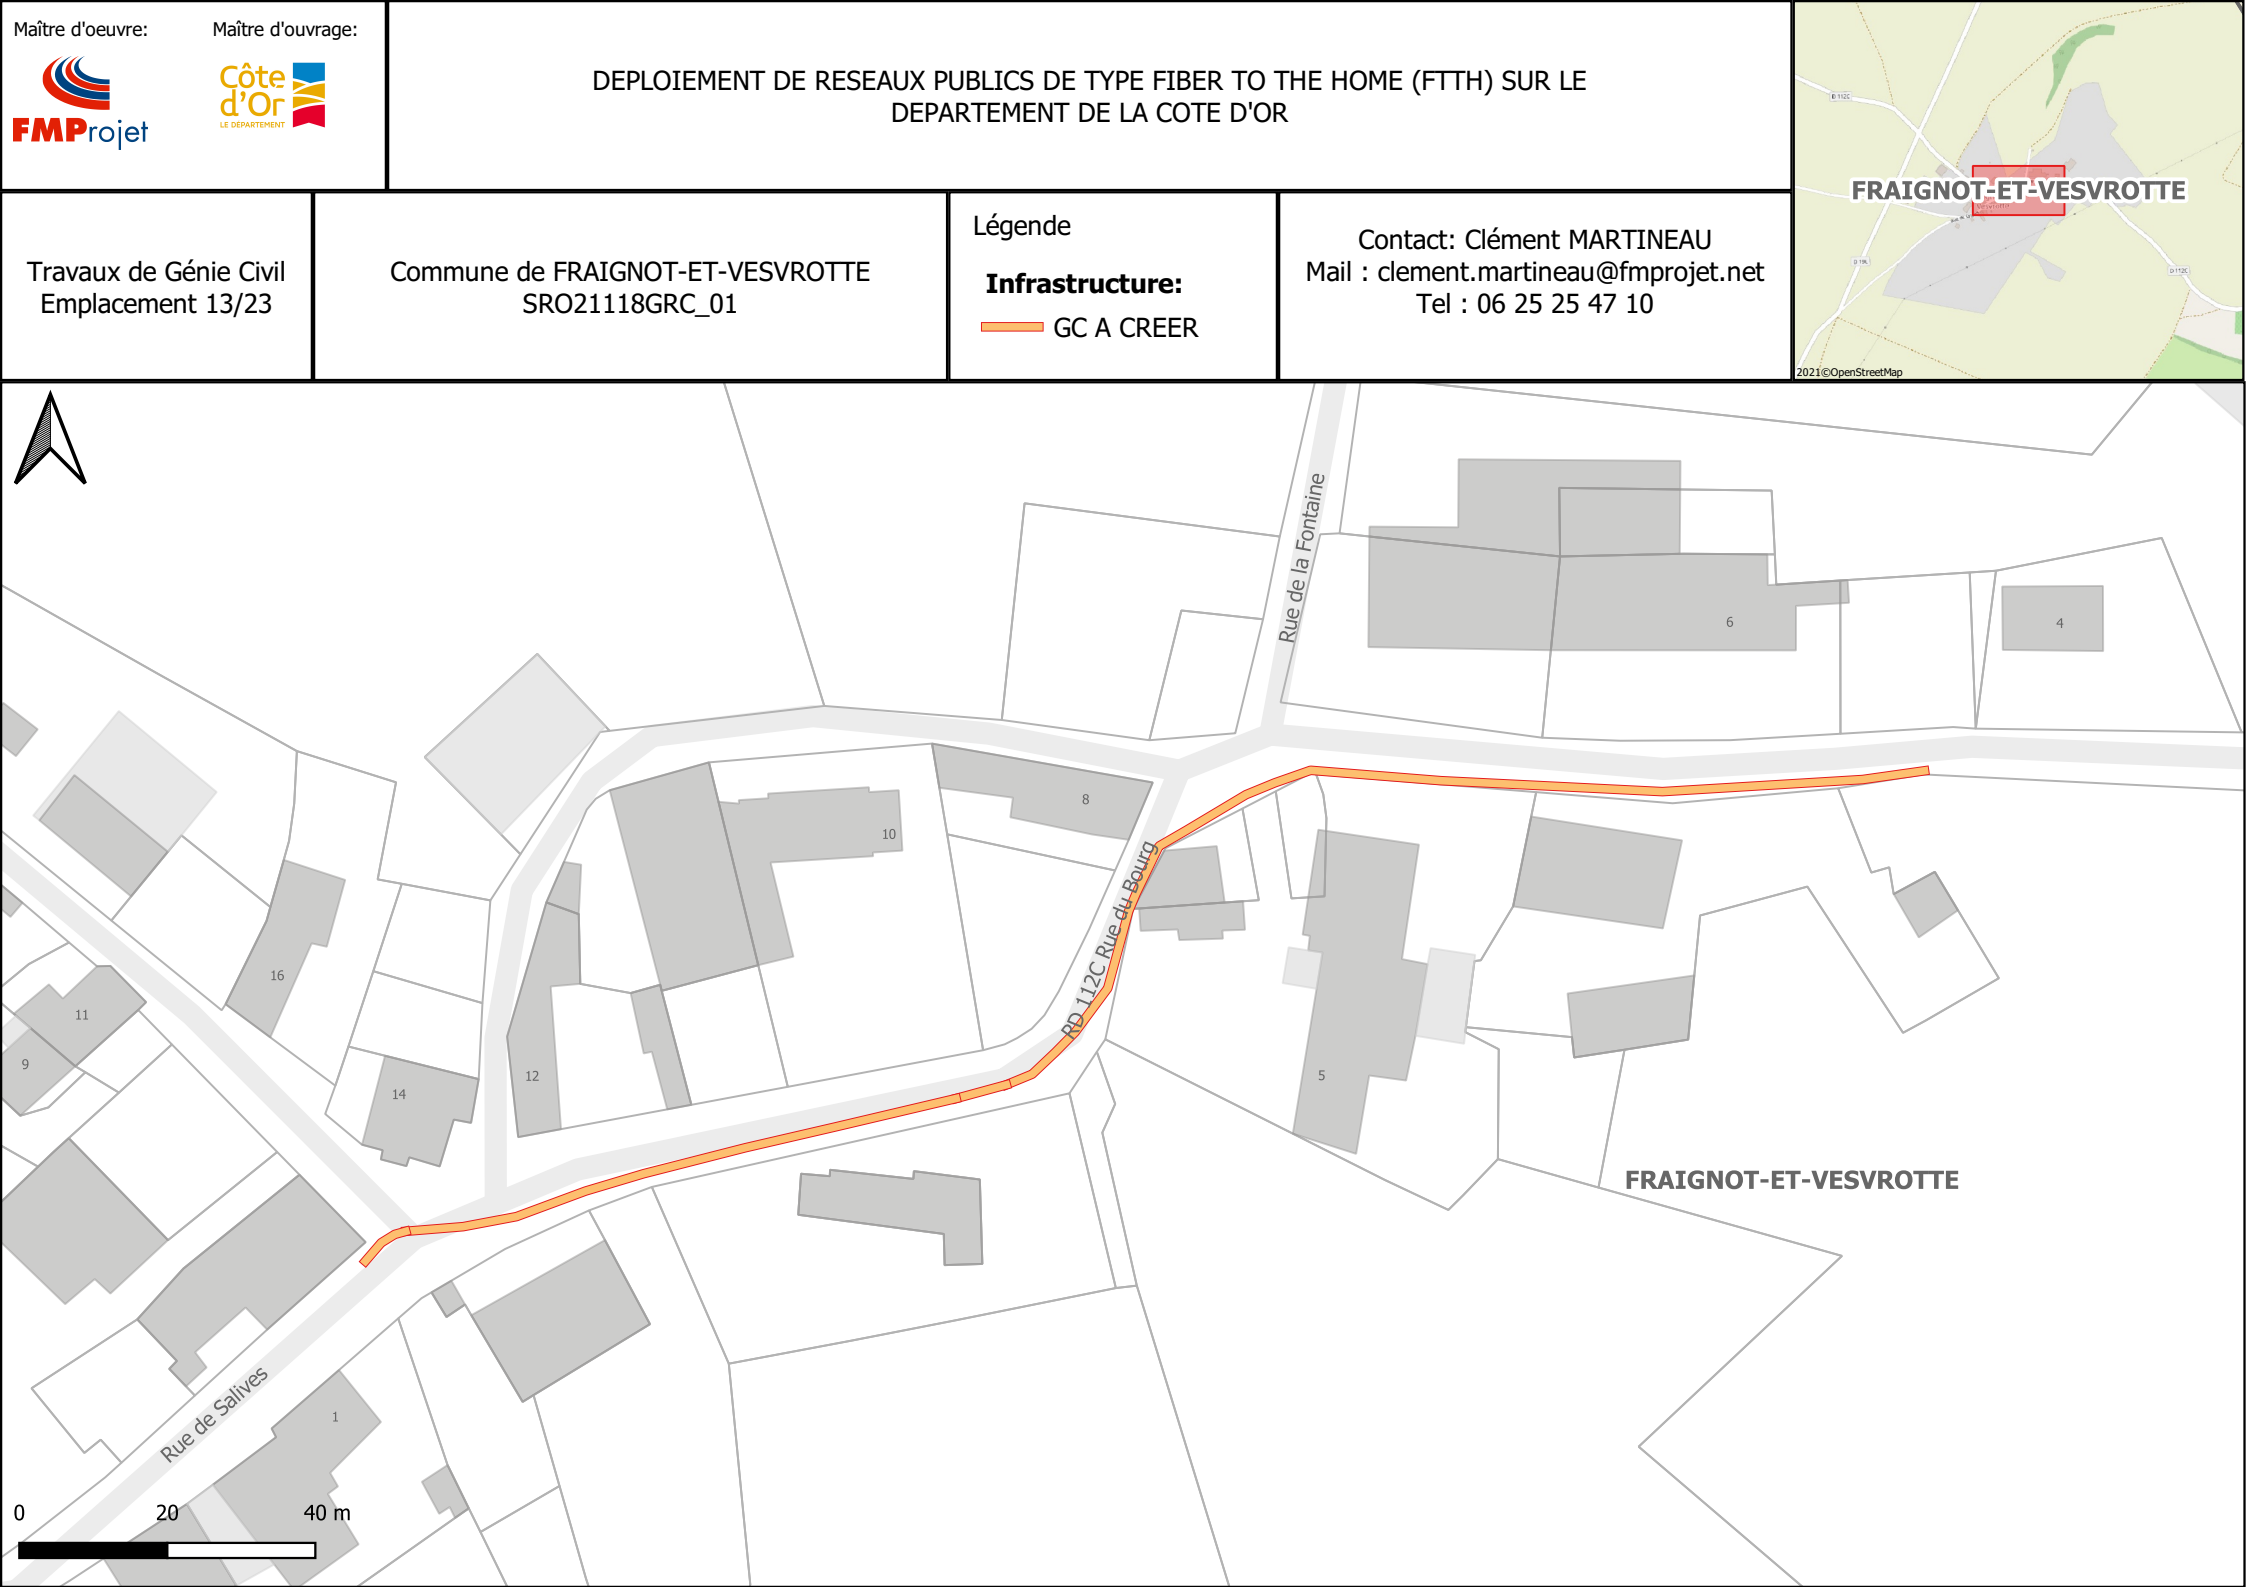 Maître d'oeuvre:
Maître d'ouvrage:
FMProjet
Côte
d'Or
LE DÉPARTEMENT
DEPLOIEMENT DE RESEAUX PUBLICS DE TYPE FIBER TO THE HOME (FTTH) SUR LE
DEPARTEMENT DE LA COTE D'OR
D 112C
FRAIGNOT-ET-VESVROTTE
D 19L
D 112C
2021©OpenStreetMap
Travaux de Génie Civil
Emplacement 13/23
Commune de FRAIGNOT-ET-VESVROTTE
SRO21118GRC_01
Légende
Infrastructure:
GC A CREER
Contact: Clément MARTINEAU
Mail : clement.martineau@fmprojet.net
Tel : 06 25 25 47 10
Rue de la Fontaine
6
4
8
10
RD 112C Rue du Bourg
16
11
9
14
12
5
FRAIGNOT-ET-VESVROTTE
Rue de Salives
1
0 20 40 m